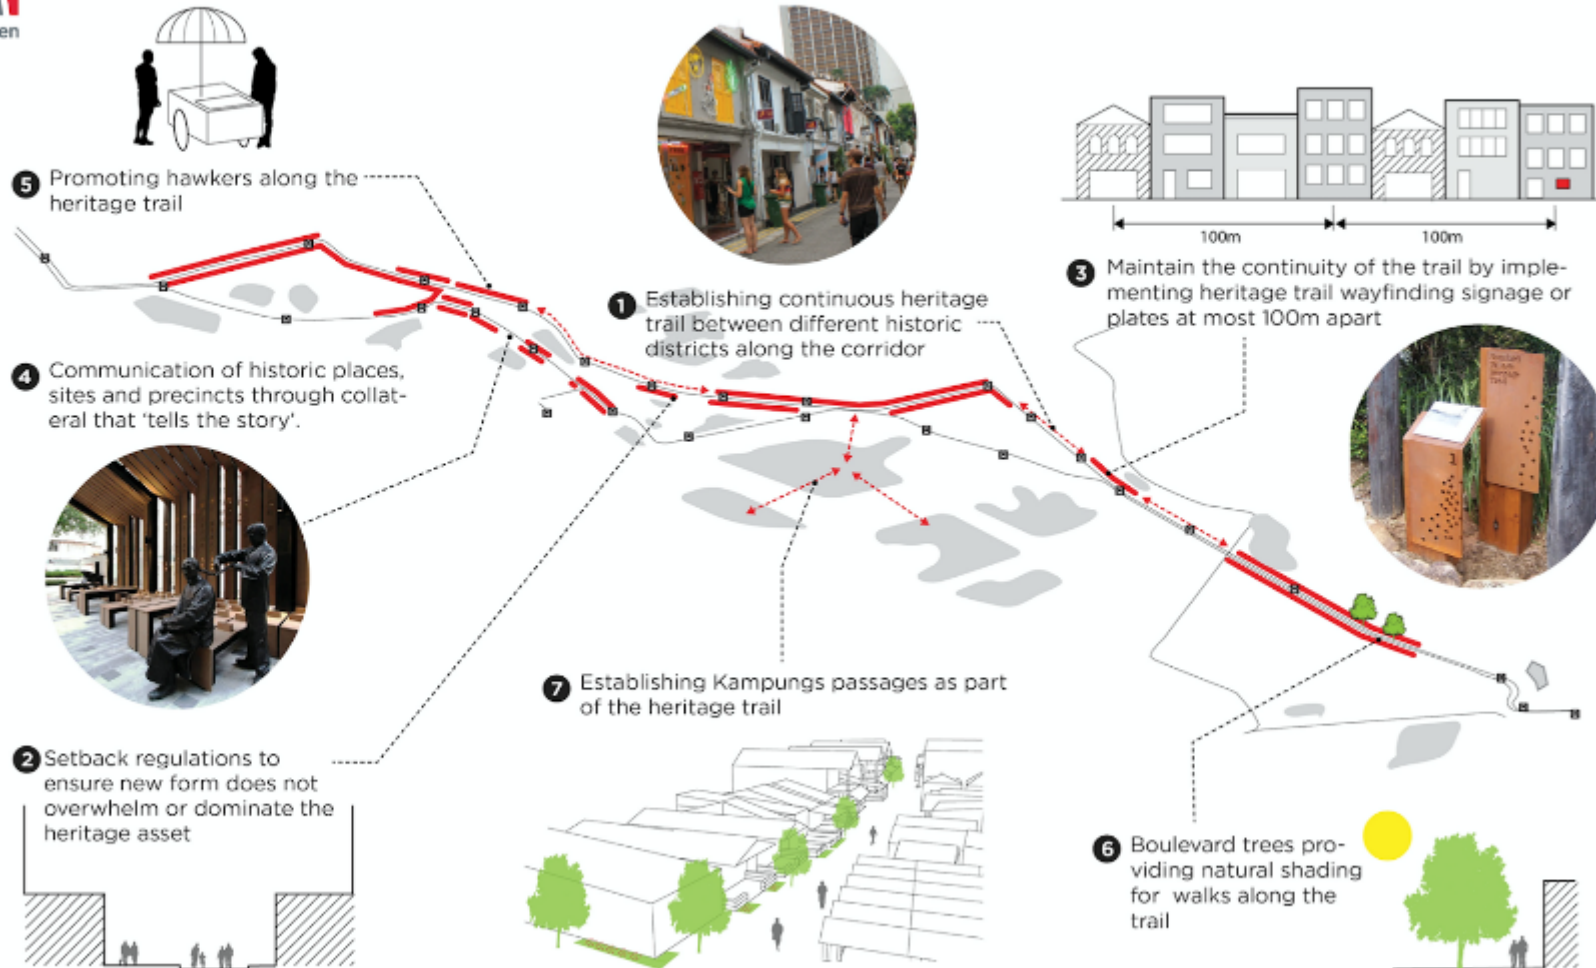 en
5 Promoting hawkers along the
heritage trail
1 Establishing continuous heritage
trail between different historic
districts along the corridor
100m
100m
3 Maintain the continuity of the trail by imple-
menting heritage trail wayfinding signage or
plates at most 100m apart
4 Communication of historic places,
sites and precincts through collat-
eral that 'tells the story'.
7 Establishing Kampungs passages as part
of the heritage trail
2 Setback regulations to
ensure new form does not
overwhelm or dominate the
heritage asset
6 Boulevard trees pro-
viding natural shading
for walks along the
trail